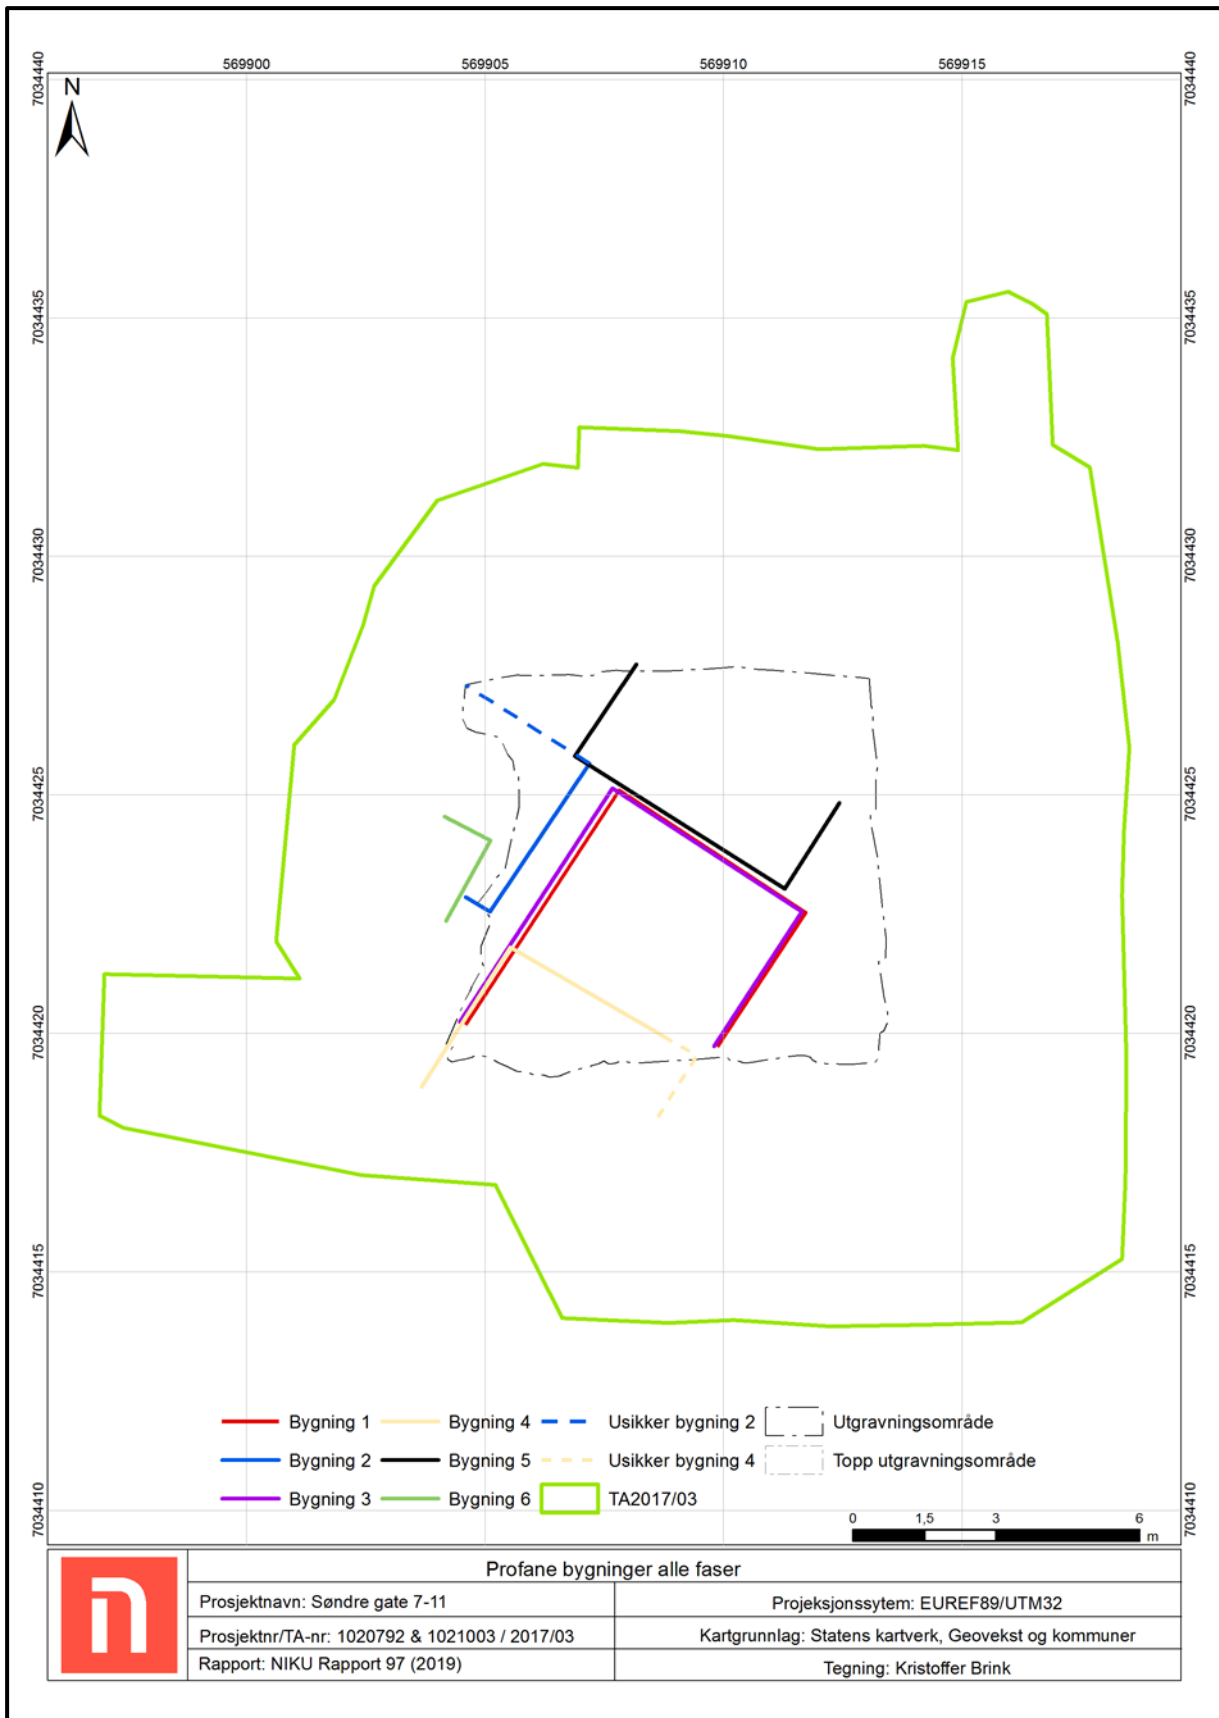 569900 569905 569910 569915
7034440 7034440
N
7034435 7034435
7034430 7034430
7034425 7034425
7034420 7034420
7034415 7034415
7034410 7034410
Bygning 1 Bygning 4 Usikker bygning 2 Utgravningsområde
Bygning 2 Bygning 5 Usikker bygning 4 Topp utgravningsområde
Bygning 3 Bygning 6 TA2017/03
0 1,5 3 6
m
Profane bygninger alle faser
Prosjektnavn: Søndre gate 7-11
Projeksjonssytem: EUREF89/UTM32
Prosjektnr/TA-nr: 1020792 & 1021003 / 2017/03
Kartgrunnlag: Statens kartverk, Geovekst og kommuner
Rapport: NIKU Rapport 97 (2019)
Tegning: Kristoffer Brink